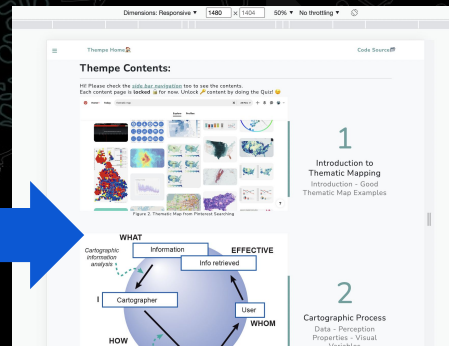 Dimensions: Responsive ▼ 1480 x 1404 50% ▼ No throttling ▼
Thempe Home
Code Source
Thempe Contents:
Hi! Please check the side bar navigation too to see the contents.
Each content page is locked 🔒 for now. Unlock 🔑 content by doing the Quiz! 😉
Figure 2. Thematic Map from Pinterest Searching
1
Introduction to
Thematic Mapping
Introduction - Good
Thematic Map Examples
WHAT
Cartographic
information
analysis
Information
EFFECTIVE
Info retrieved
I
Cartographer
User
WHOM
HOW
2
Cartographic Process
Data - Perception
Properties - Visual
Variables